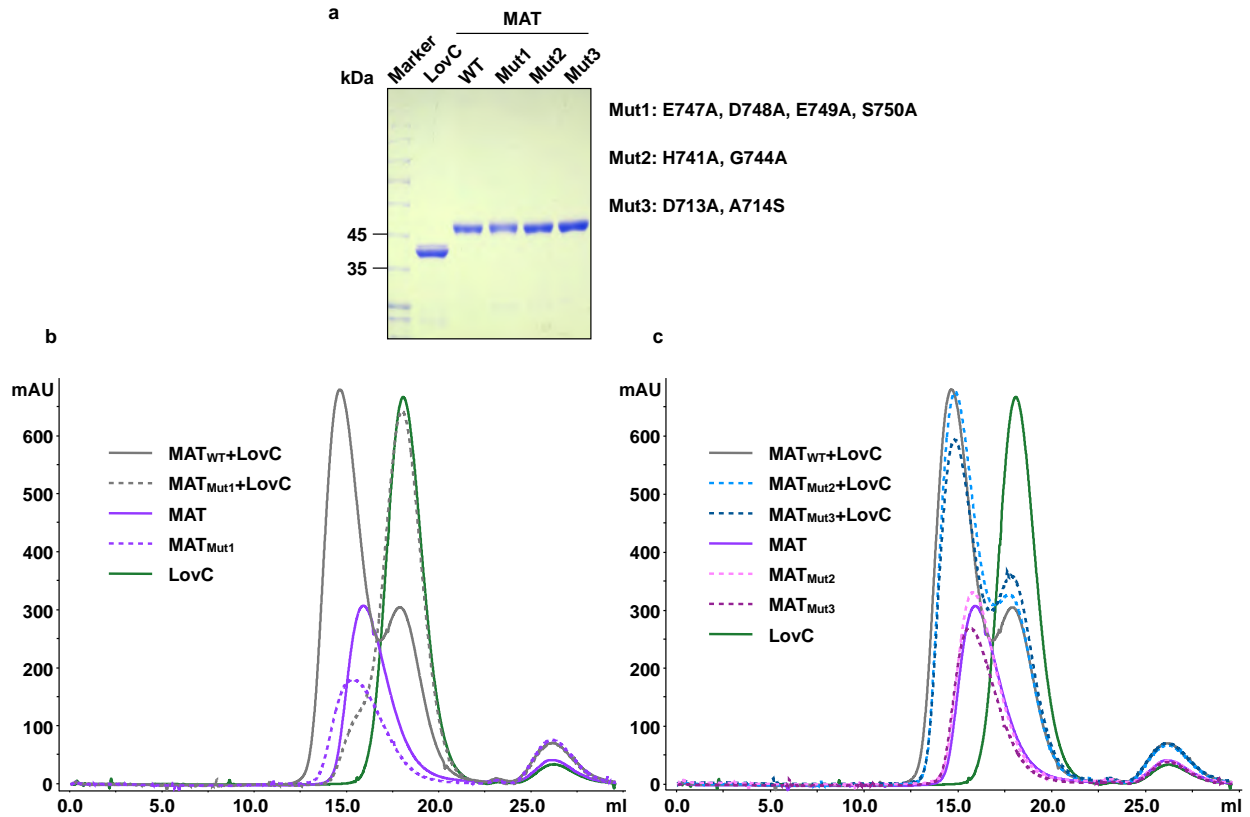 a
MAT
Marker
LovC
WT
Mut1
Mut2
Mut3
kDa
45
35
Mut1: E747A, D748A, E749A, S750A
Mut2: H741A, G744A
Mut3: D713A, A714S
b
mAU
600
500
400
300
200
100
0
0.0 5.0 10.0 15.0 20.0 25.0 ml
MATWT+LovC
MATMut1+LovC
MAT
MATMut1
LovC
c
mAU
600
500
400
300
200
100
0
0.0 5.0 10.0 15.0 20.0 25.0 ml
MATWT+LovC
MATMut2+LovC
MATMut3+LovC
MAT
MATMut2
MATMut3
LovC